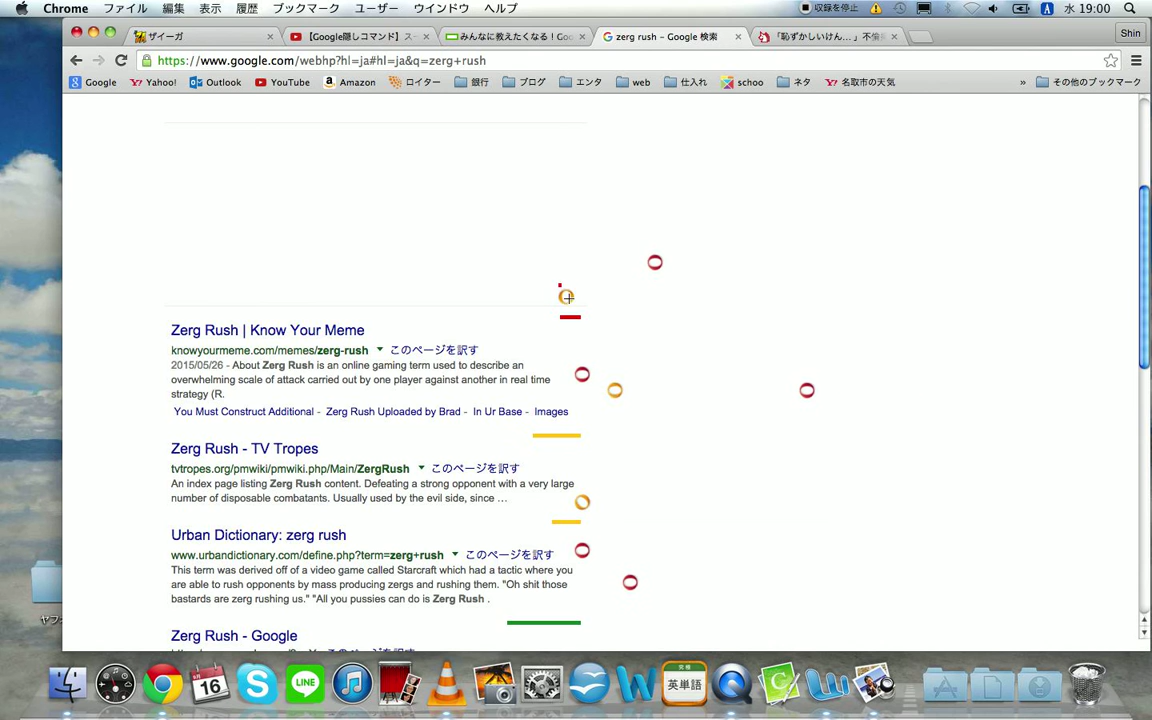 Chrome ファイル 編集 表示 履歴 ブックマーク ユーザー ウインドウ ヘルプ 収録を停止 A 水 19:00
ザイーガ 【Google隠しコマンド】ス みんなに教えたくなる！Goo zerg rush - Google 検索 「恥ずかしいけん…」不倫 Shin
https://www.google.com/webhp?hl=ja#hl=ja&q=zerg+rush
Google Yahoo! Outlook YouTube Amazon ロイター 銀行 ブログ エンタ web 仕入れ schoo ネタ 名取市の天気 » その他のブックマーク
Zerg Rush | Know Your Meme
knowyourmeme.com/memes/zerg-rush このページを訳す
2015/05/26 - About Zerg Rush is an online gaming term used to describe an
overwhelming scale of attack carried out by one player against another in real time
strategy (R.
You Must Construct Additional - Zerg Rush Uploaded by Brad - In Ur Base - Images
Zerg Rush - TV Tropes
tvtropes.org/pmwiki/pmwiki.php/Main/ZergRush このページを訳す
An index page listing Zerg Rush content. Defeating a strong opponent with a very large
number of disposable combatants. Usually used by the evil side, since ...
Urban Dictionary: zerg rush
www.urbandictionary.com/define.php?term=zerg+rush このページを訳す
This term was derived off of a video game called Starcraft which had a tactic where you
are able to rush opponents by mass producing zergs and rushing them. "Oh shit those
bastards are zerg rushing us." "All you pussies can do is Zerg Rush .
Zerg Rush - Google
16
LINE
英単語